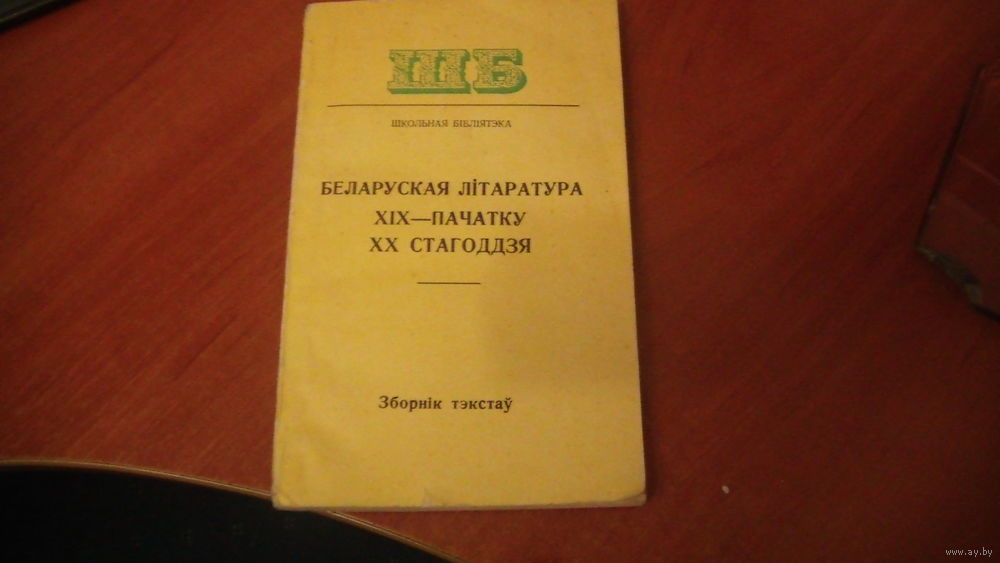 ШБ
ШКОЛЬНАЯ БІБЛІЯТЭКА
БЕЛАРУСКАЯ ЛІТАРАТУРА
XIX—ПАЧАТКУ
XX СТАГОДДЗЯ
Зборнік тэкстаў
www.ay.by